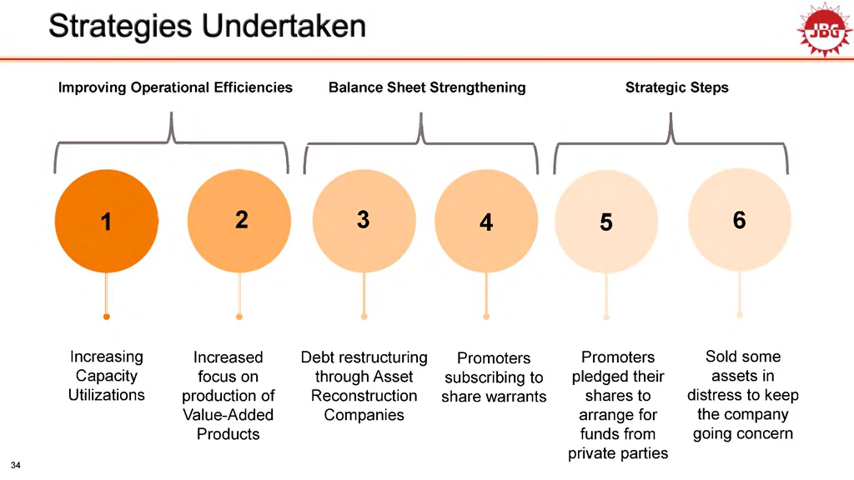 Strategies Undertaken
JBG
Improving Operational Efficiencies
Balance Sheet Strengthening
Strategic Steps
1
2
3
4
5
6
Increasing
Capacity
Utilizations
Increased
focus on
production of
Value-Added
Products
Debt restructuring
through Asset
Reconstruction
Companies
Promoters
subscribing to
share warrants
Promoters
pledged their
shares to
arrange for
funds from
private parties
Sold some
assets in
distress to keep
the company
going concern
34